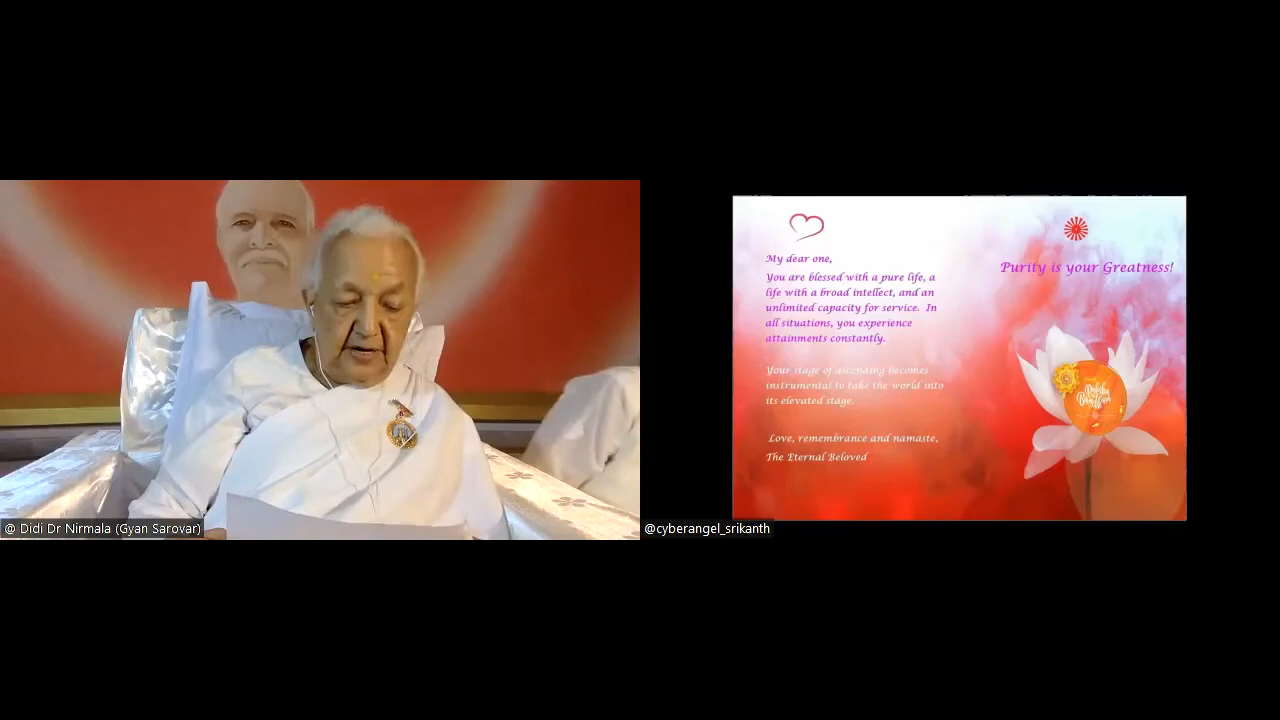 My dear one,
You are blessed with a pure life, a
life with a broad intellect, and an
unlimited capacity for service. In
all situations, you experience
attainments constantly.
Your stage of ascending becomes
instrumental to take the world into
its elevated stage.
Love, remembrance and namaste,
The Eternal Beloved
Purity is your Greatness!
Raksha
Bandhan
@ Didi Dr Nirmala (Gyan Sarovar)
@cyberangel_srikanth